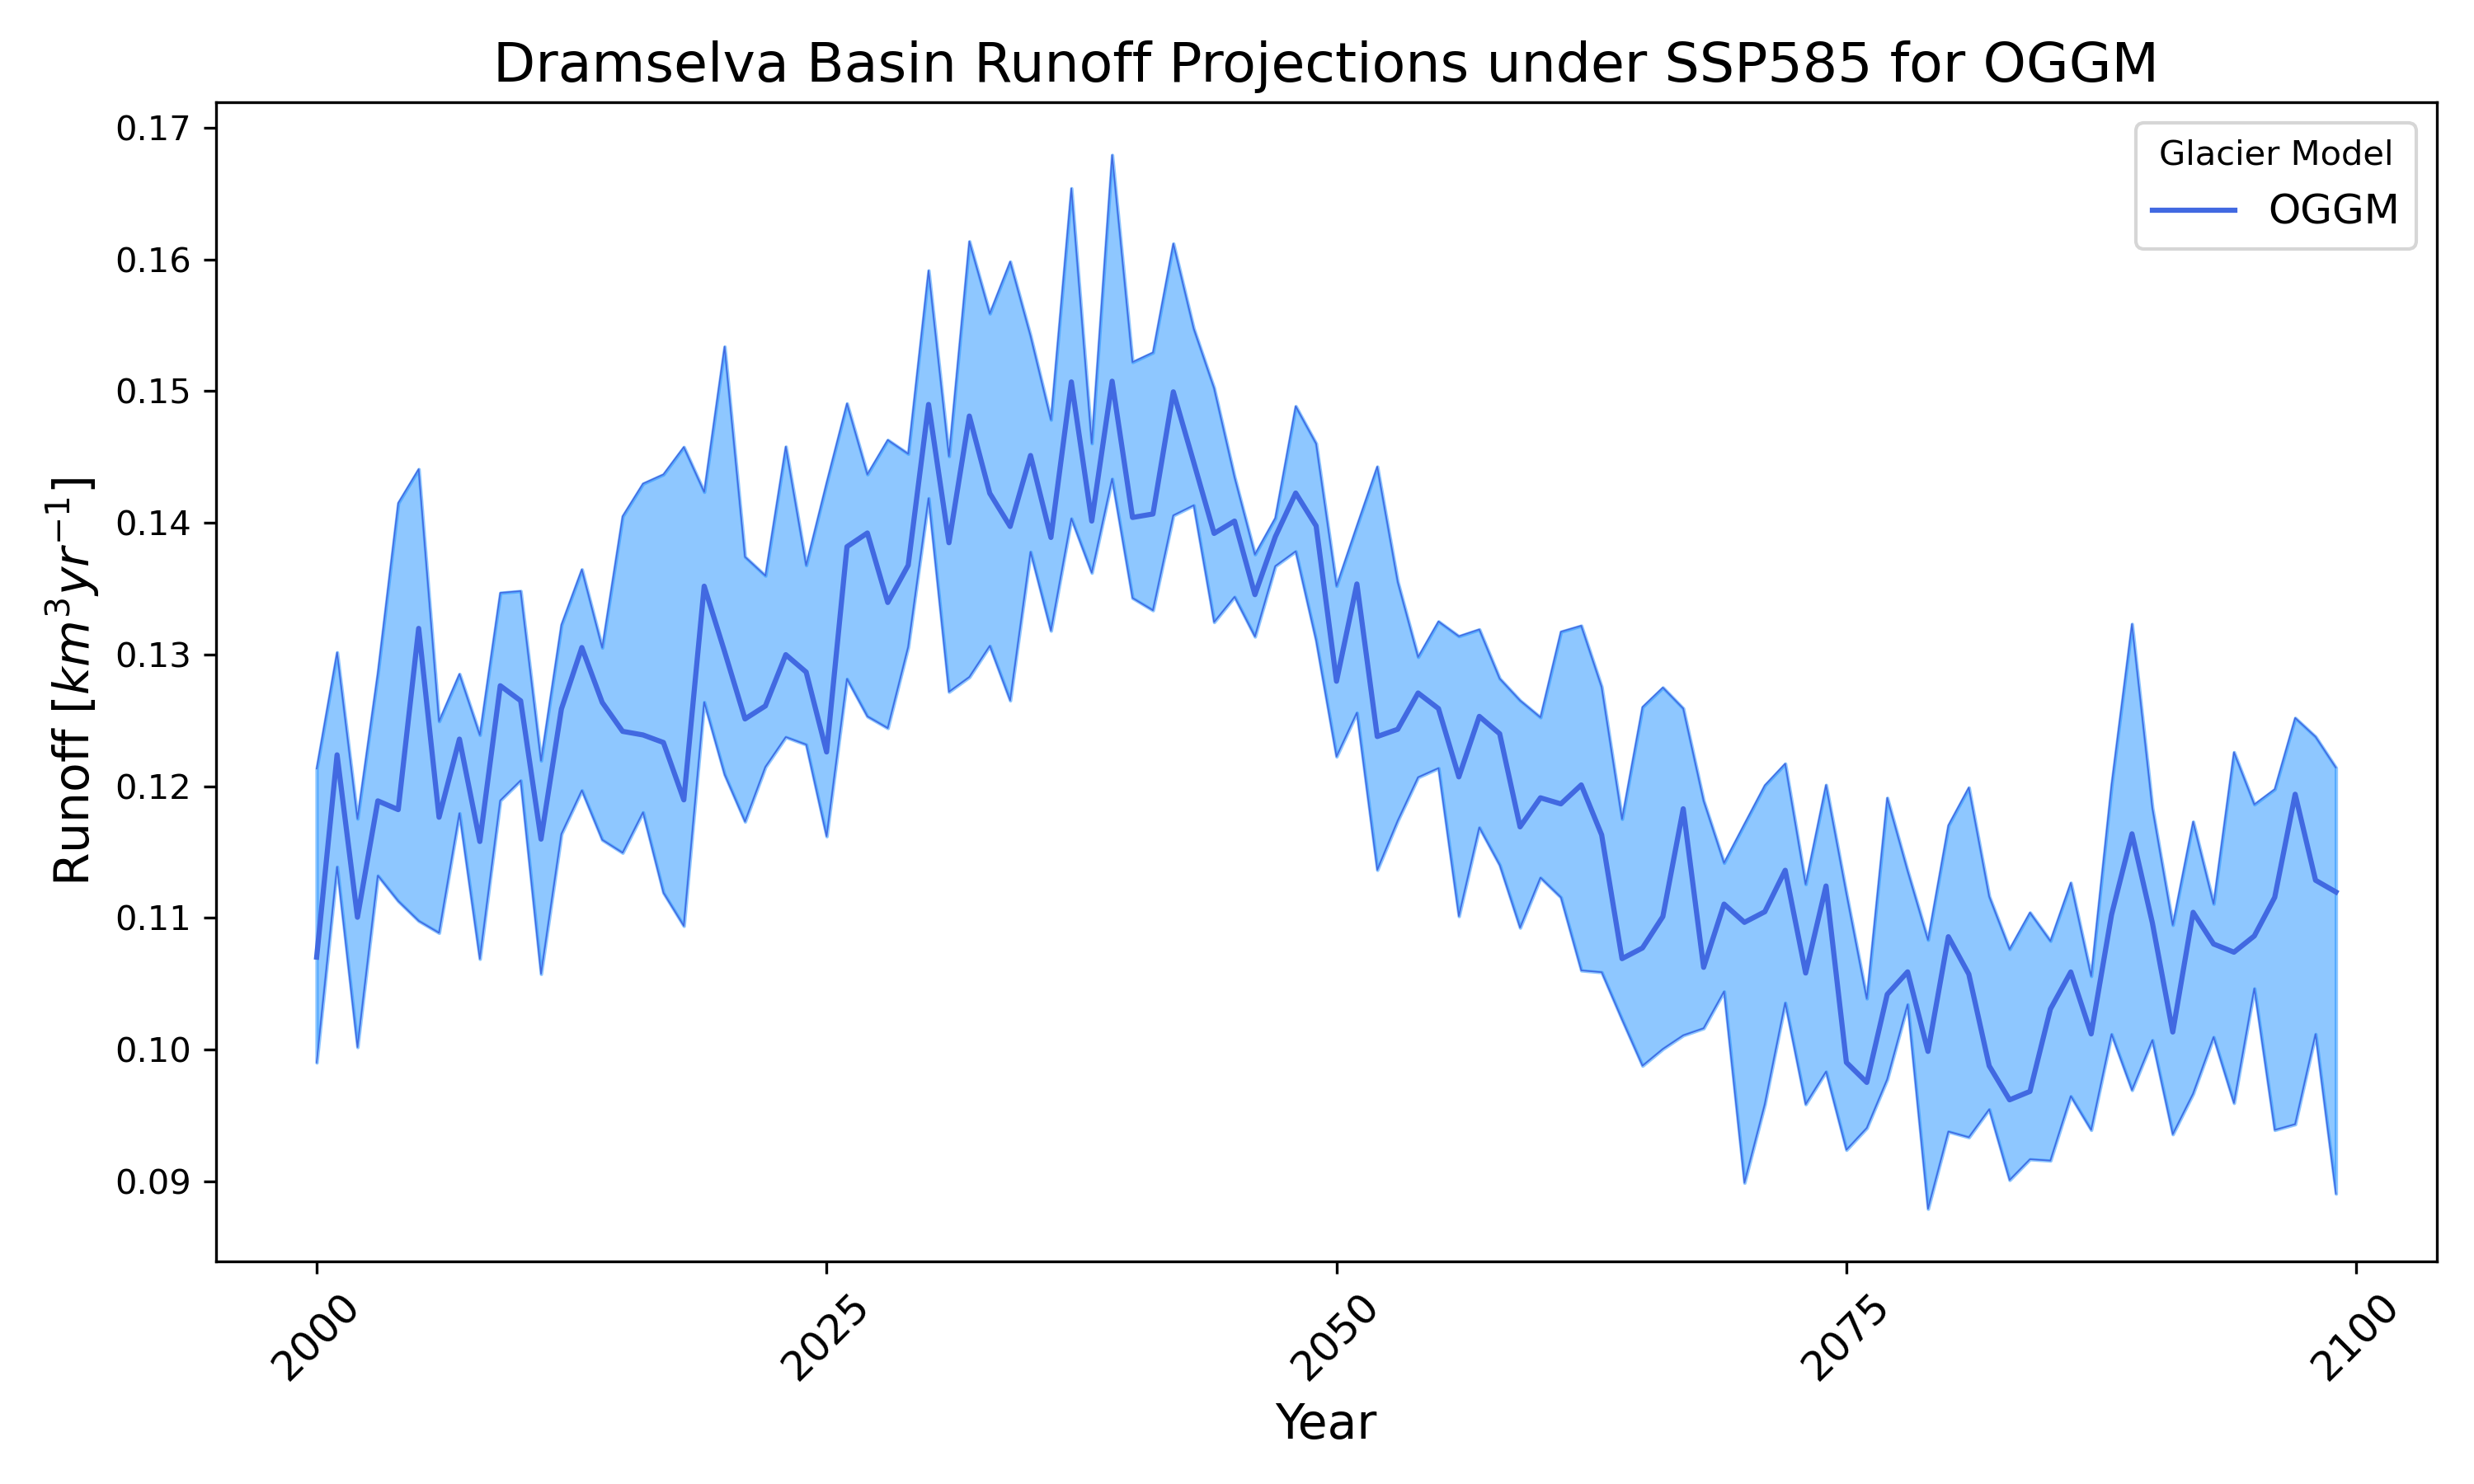 Dramselva Basin Runoff Projections under SSP585 for OGGM
Glacier Model
OGGM
Runoff [km³yr⁻¹]
0.17
0.16
0.15
0.14
0.13
0.12
0.11
0.10
0.09
2000
2025
2050
2075
2100
Year